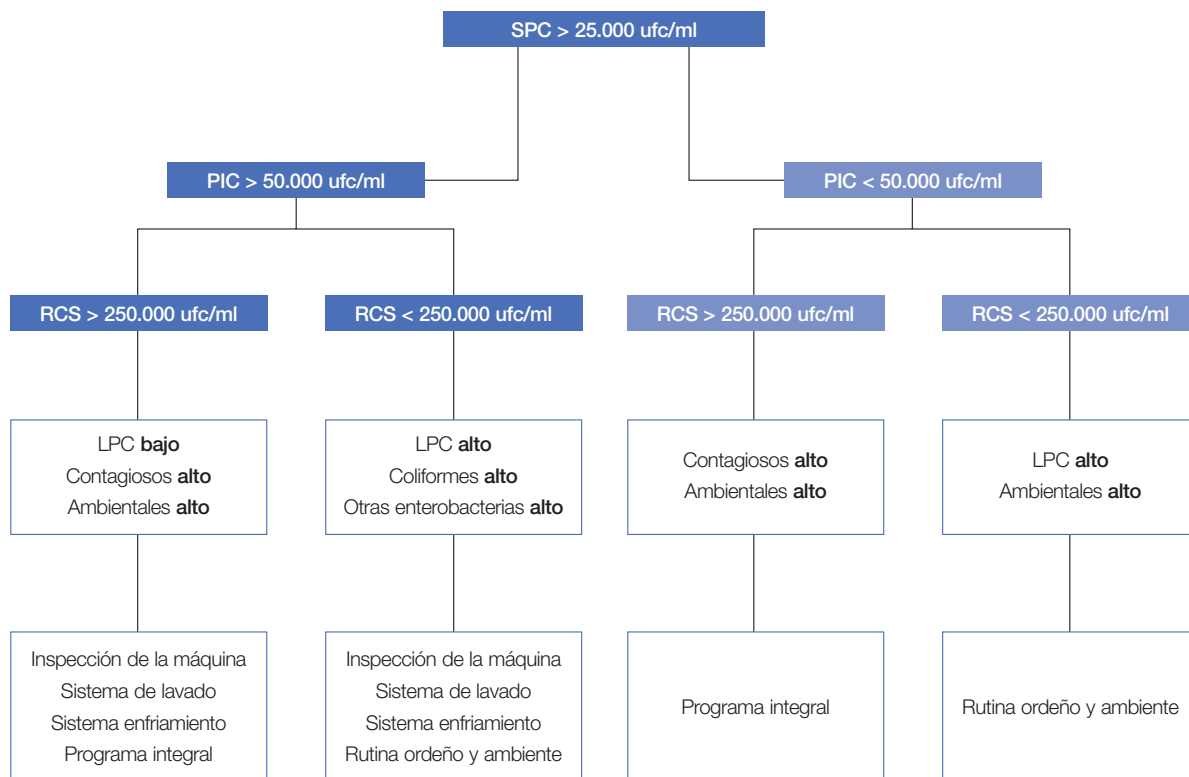 SPC > 25.000 ufc/ml
PIC > 50.000 ufc/ml
PIC < 50.000 ufc/ml
RCS > 250.000 ufc/ml
RCS < 250.000 ufc/ml
RCS > 250.000 ufc/ml
RCS < 250.000 ufc/ml
LPC bajo
Contagiosos alto
Ambientales alto
LPC alto
Coliformes alto
Otras enterobacterias alto
Contagiosos alto
Ambientales alto
LPC alto
Ambientales alto
Inspección de la máquina
Sistema de lavado
Sistema enfriamiento
Programa integral
Inspección de la máquina
Sistema de lavado
Sistema enfriamiento
Rutina ordeño y ambiente
Programa integral
Rutina ordeño y ambiente